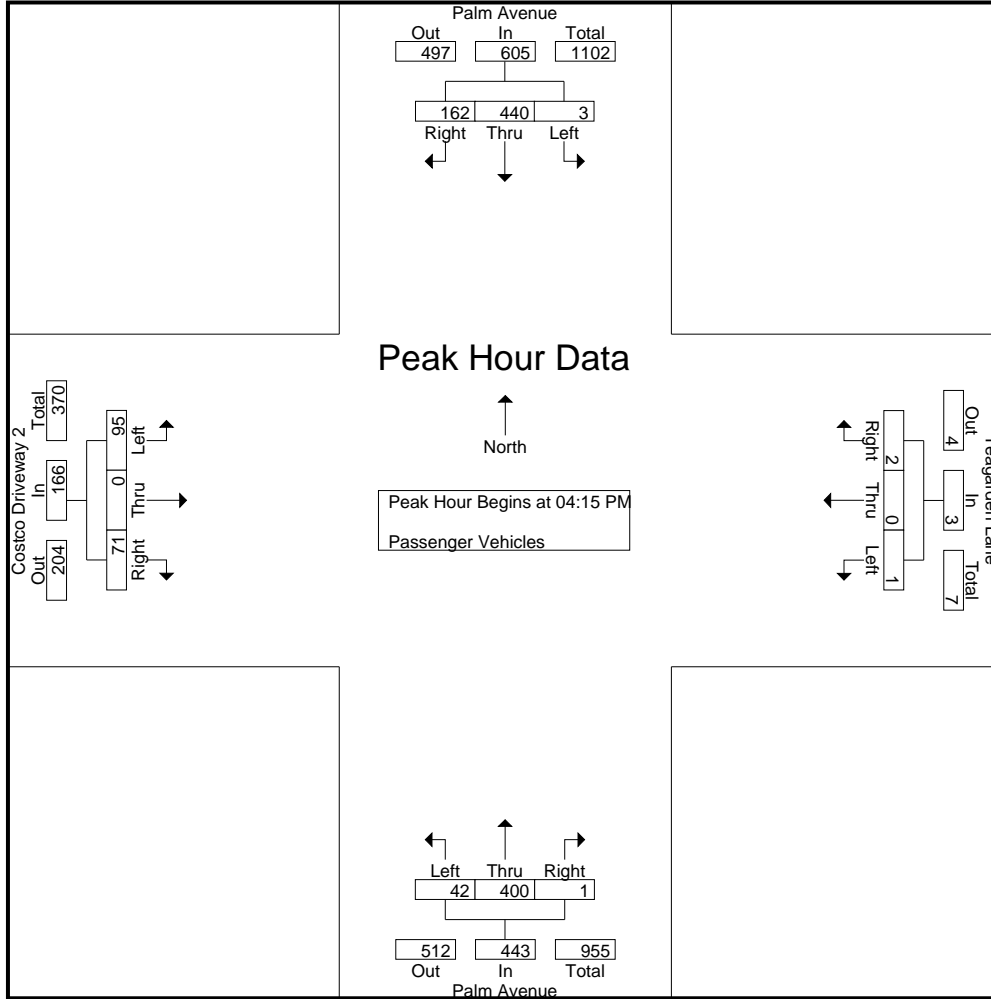 Palm Avenue
Out In Total
497 605 1102
162 440 3
Right Thru Left
Peak Hour Data
North
Peak Hour Begins at 04:15 PM
Passenger Vehicles
Costco Driveway 2
Out In Total
204 166 370
95 0 71
Left Thru Right
Lane
Out In Total
4 3 7
2 0 1
Right Thru Left
Left Thru Right
42 400 1
512 443 955
Out In Total
Palm Avenue